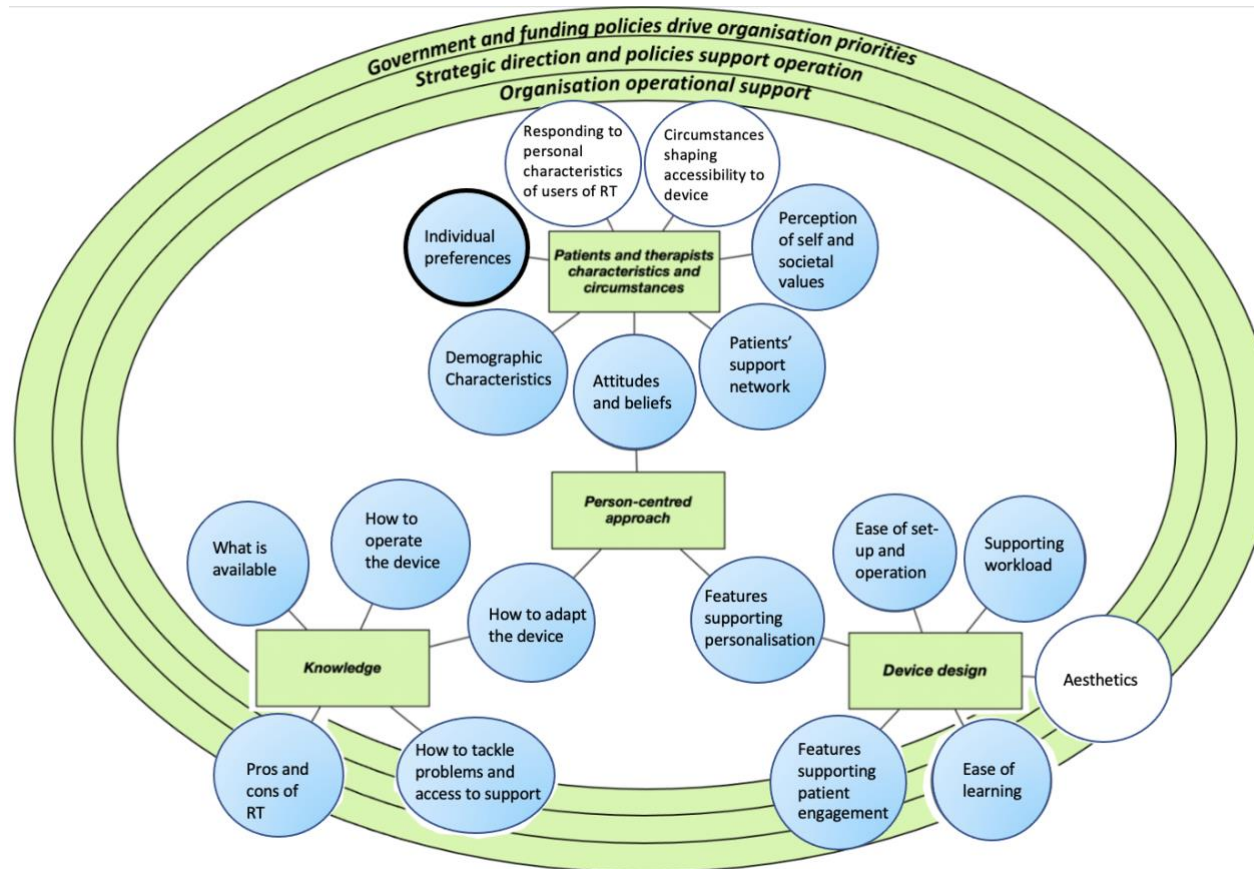 Government and funding policies drive organisation priorities
Strategic direction and policies support operation
Organisation operational support
Responding to
personal
characteristics
of users of RT
Circumstances
shaping
accessibility to
device
Individual
preferences
Patients and therapists
characteristics and
circumstances
Perception
of self and
societal
values
Demographic
Characteristics
Attitudes
and beliefs
Patients’
support
network
Person-centred
approach
What is
available
How to
operate
the device
How to adapt
the device
Knowledge
Pros and
cons of
RT
How to tackle
problems and
access to support
Ease of set-
up and
operation
Supporting
workload
Features
supporting
personalisation
Device design
Aesthetics
Features
supporting
patient
engagement
Ease of
learning